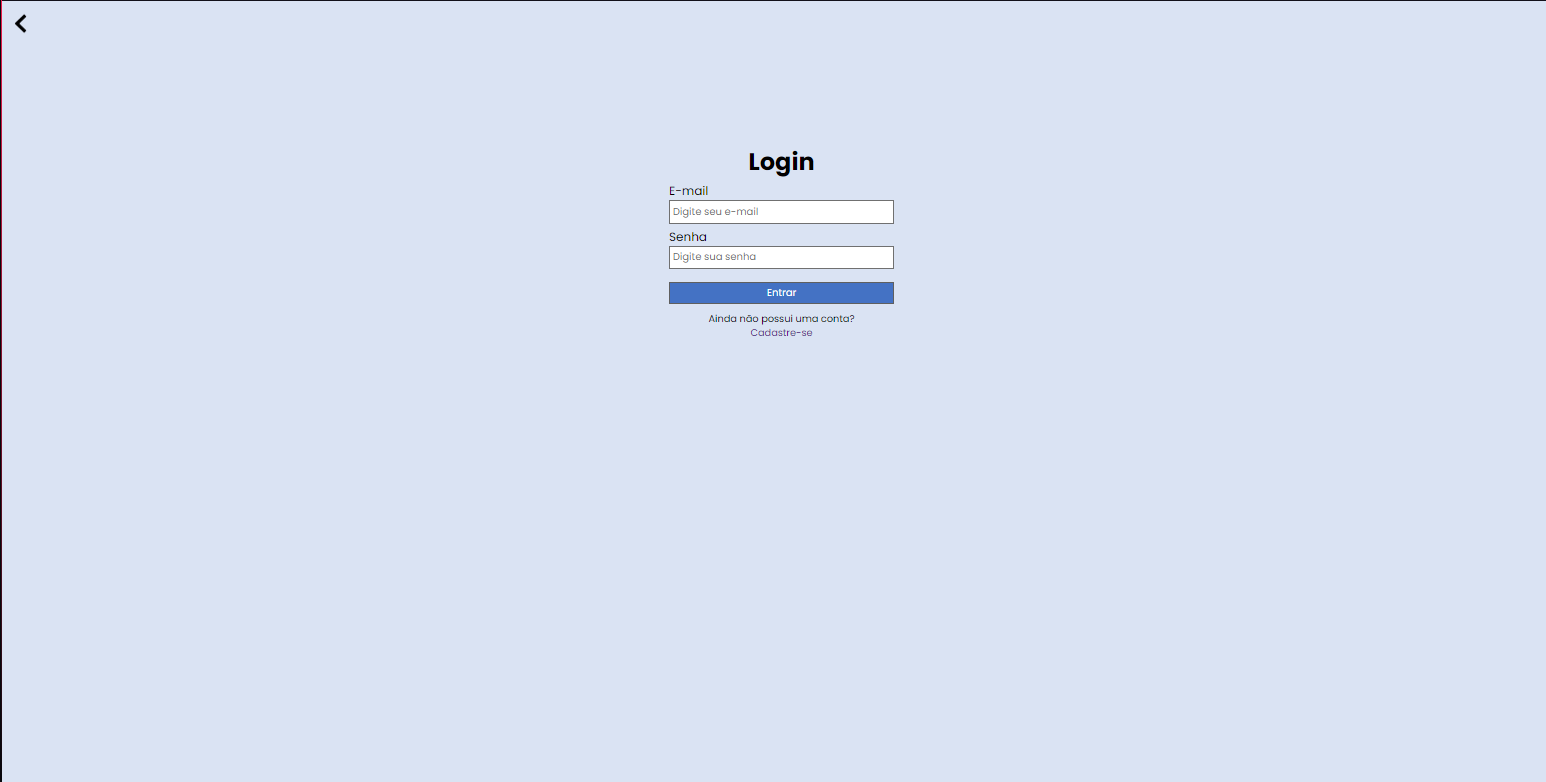 Login
E-mail
Digite seu e-mail
Senha
Digite sua senha
Entrar
Ainda não possui uma conta?
Cadastre-se